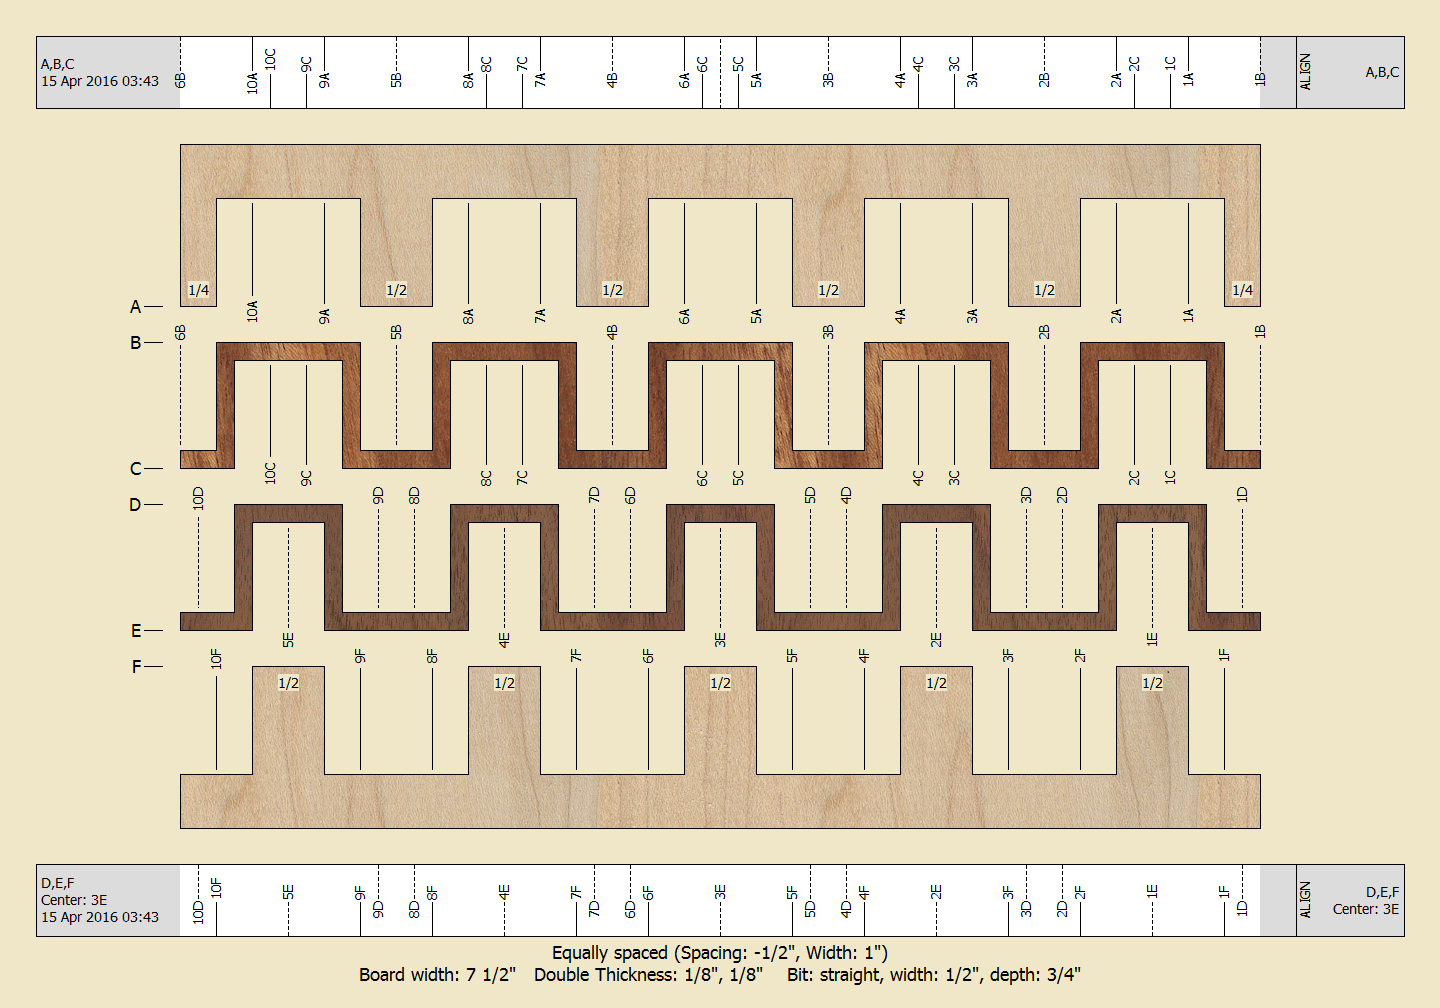 A,B,C
15 Apr 2016 03:43
6B 10A 10C 9C 9A 5B 8A 8C 7C 7A 4B 6A 6C 5C 5A 3B 4A 4C 3C 3A 2B 2A 2C 1C 1A 1B ALIGN
A,B,C
1/4 1/2 1/2 1/2 1/2 1/4
A
10A 9A 8A 7A 6A 5A 4A 3A 2A 1A
6B 5B 4B 3B 2B 1B
B
C
10C 9C 8C 7C 6C 5C 4C 3C 2C 1C
10D 9D 8D 7D 6D 5D 4D 3D 2D 1D
D
E
5E 4E 3E 2E 1E
10F 9F 8F 7F 6F 5F 4F 3F 2F 1F
F
1/2 1/2 1/2 1/2 1/2
D,E,F
Center: 3E
15 Apr 2016 03:43
10D 10F 5E 9F 9D 8D 8F 4E 7F 7D 6D 6F 3E 5F 5D 4D 4F 2E 3F 3D 2D 2F 1E 1F 1D ALIGN
D,E,F
Center: 3E
Equally spaced (Spacing: -1/2", Width: 1")
Board width: 7 1/2" Double Thickness: 1/8", 1/8" Bit: straight, width: 1/2", depth: 3/4"